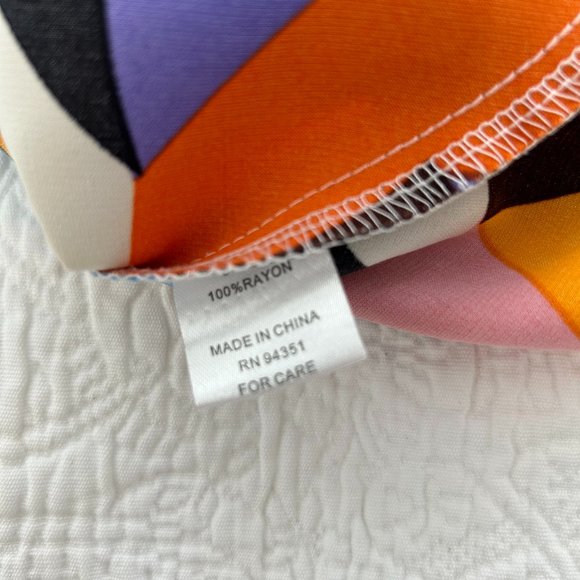 100%RAYON
MADE IN CHINA
RN 94351
FOR CARE